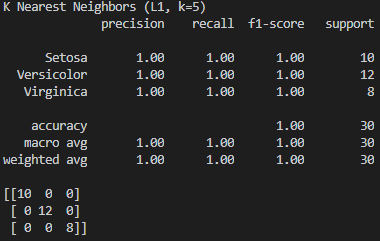 K Nearest Neighbors (L1, k=5)
              precision    recall  f1-score   support

      Setosa       1.00      1.00      1.00        10
  Versicolor       1.00      1.00      1.00        12
   Virginica       1.00      1.00      1.00         8

    accuracy                           1.00        30
   macro avg       1.00      1.00      1.00        30
weighted avg       1.00      1.00      1.00        30

[[10  0  0]
 [ 0 12  0]
 [ 0  0  8]]